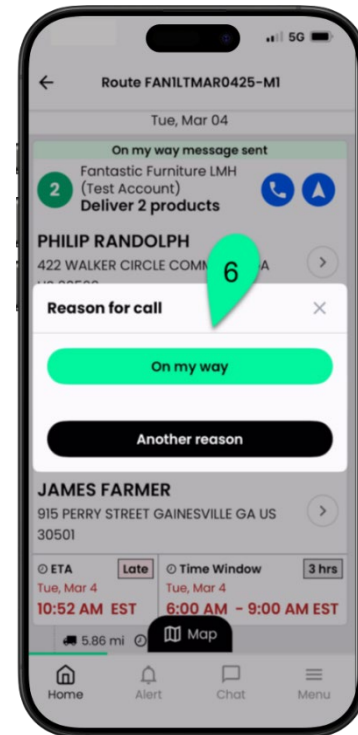 5G
Route FAN1LTMAR0425-M1
Tue, Mar 04
On my way message sent
2
Fantastic Furniture LMH
(Test Account)
Deliver 2 products
PHILIP RANDOLPH
422 WALKER CIRCLE
6
Reason for call
On my way
Another reason
JAMES FARMER
915 PERRY STREET GAINESVILLE GA US
30501
ETA Late
Time Window 3 hrs
Tue, Mar 4
Tue, Mar 4
10:52 AM EST
6:00 AM - 9:00 AM EST
5.86 mi
Map
Home
Alert
Chat
Menu